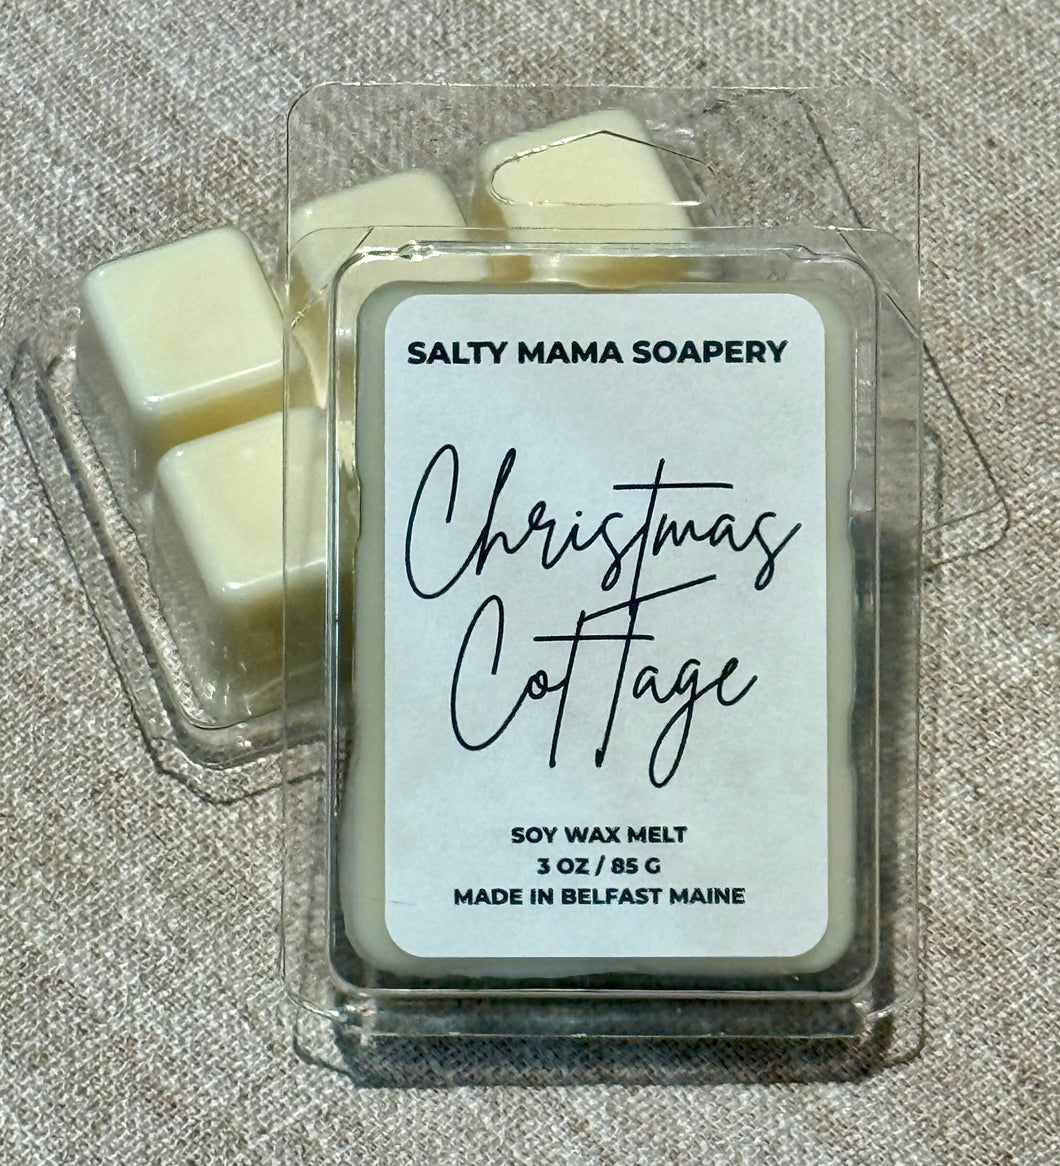 SALTY MAMA SOAPERY
Christmas
Cottage
SOY WAX MELT
3 OZ / 85 G
MADE IN BELFAST MAINE